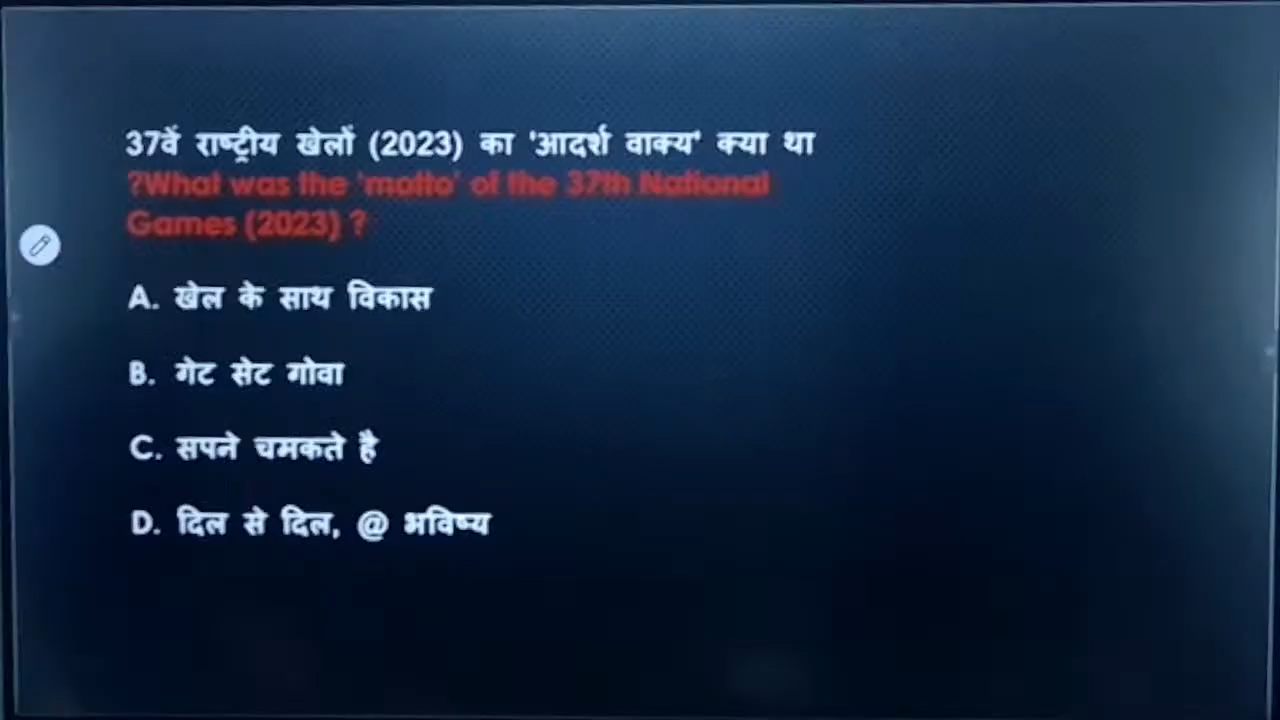 37वें राष्ट्रीय खेलों (2023) का 'आदर्श वाक्य' क्या था
?What was the 'motto' of the 37th National
Games (2023) ?
A. खेल के साथ विकास
B. गेट सेट गोवा
C. सपने चमकते है
D. दिल से दिल, @ भविष्य